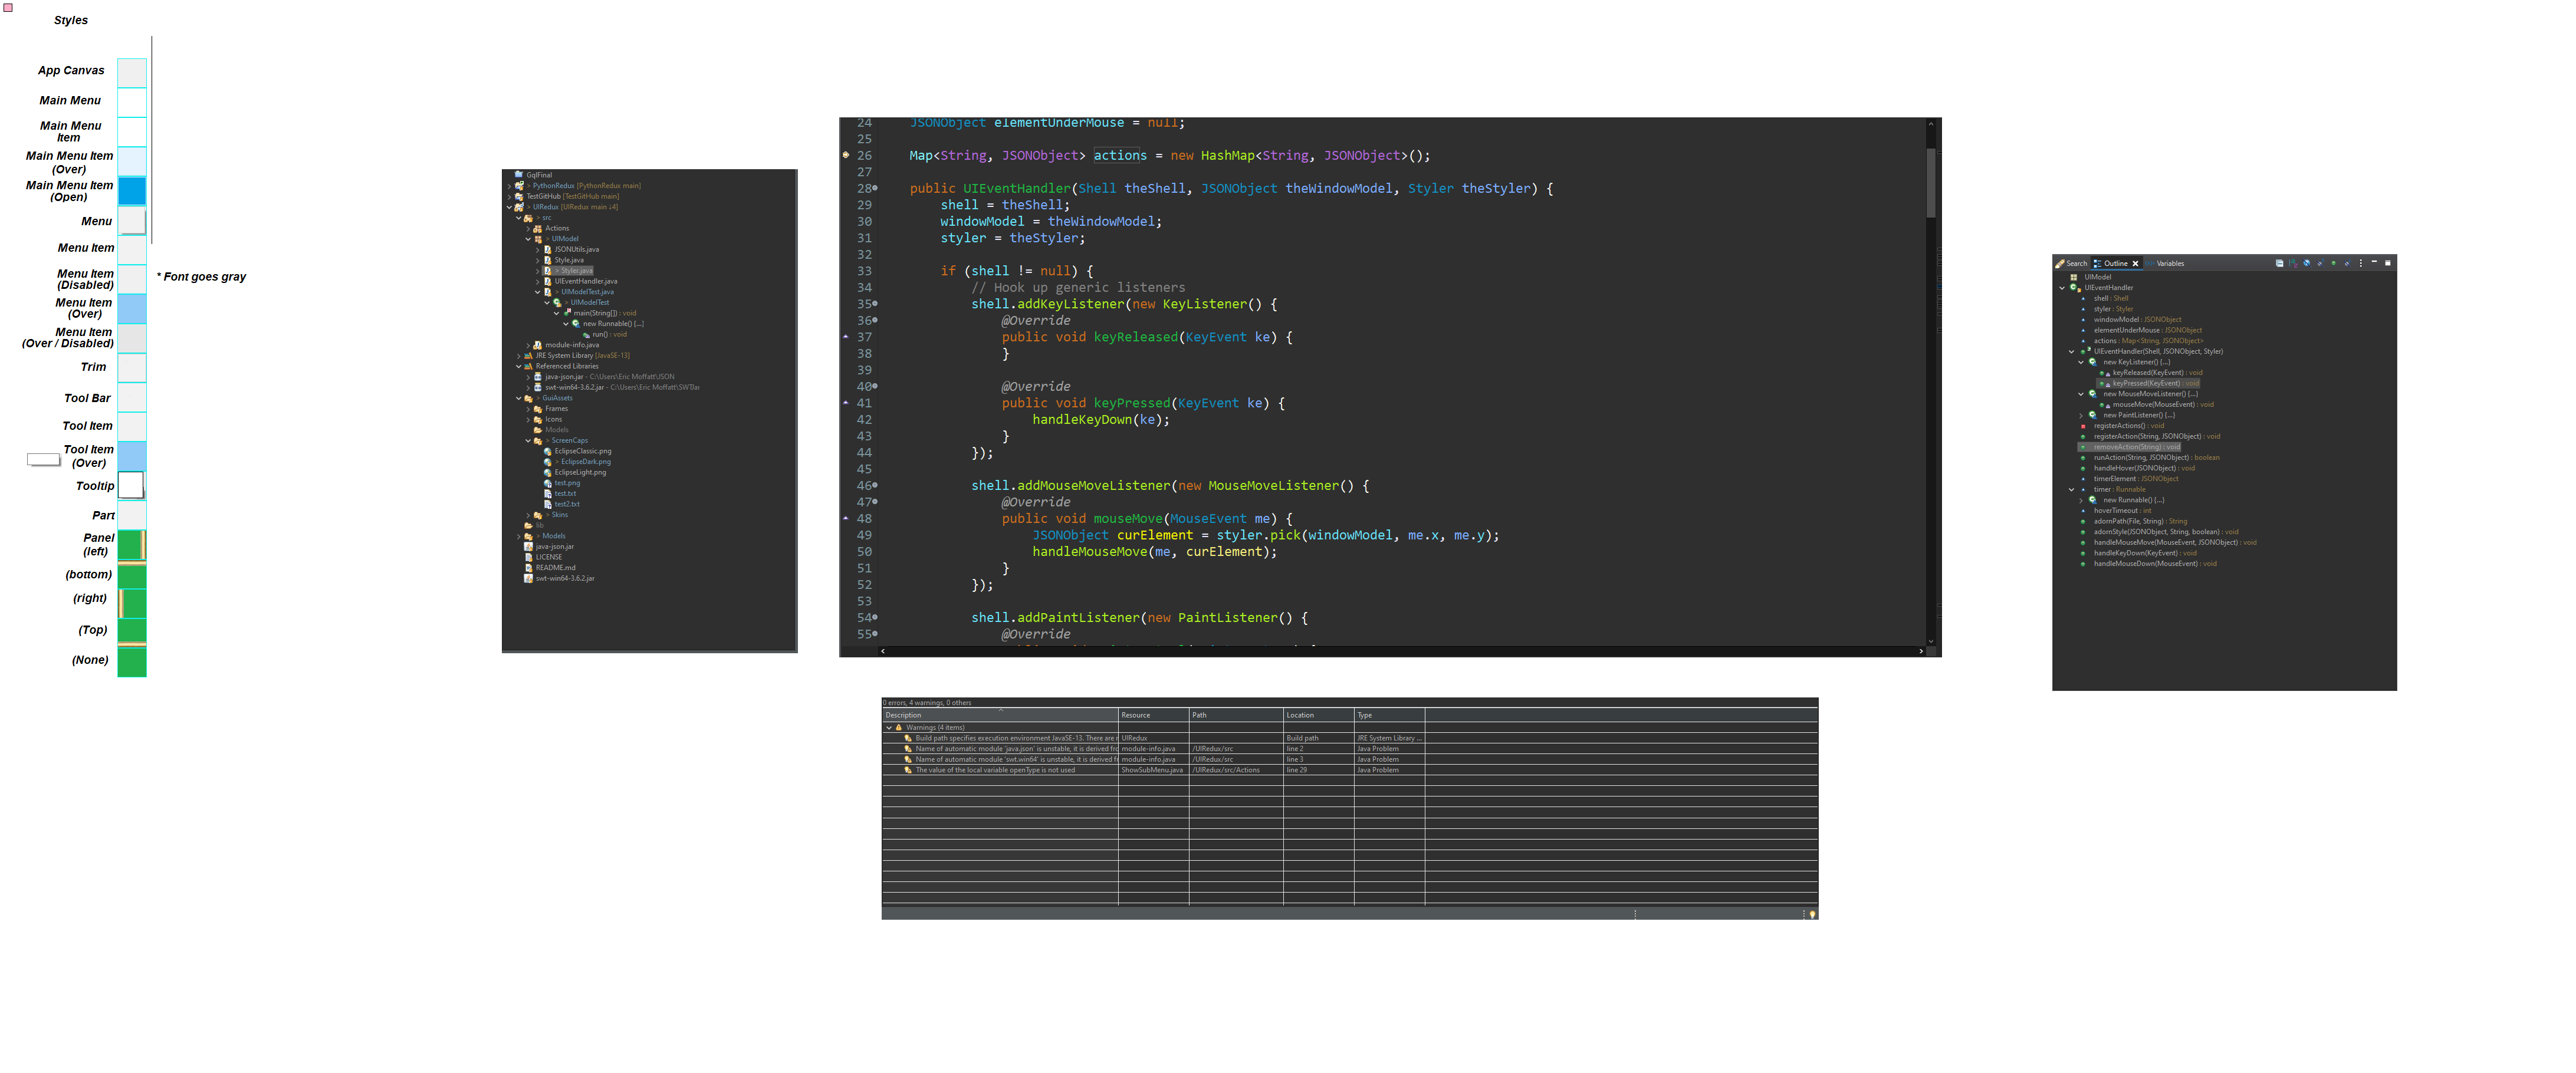 Styles
App Canvas
Main Menu
Main Menu
Item
Main Menu Item
(Over)
Main Menu Item
(Open)
Menu
Menu Item
Menu Item
(Disabled)
* Font goes gray
Menu Item
(Over)
Menu Item
(Over / Disabled)
Trim
Tool Bar
Tool Item
Tool Item
(Over)
Tooltip
Part
Panel
(left)
(bottom)
(right)
(Top)
(None)
GqlFinal
> PythonRedux [PythonRedux main]
TestGitHub [TestGitHub main]
> UIRedux [UIRedux main ↓4]
> src
Actions
> UIModel
JSONUtils.java
Style.java
> Styler.java
UIEventHandler.java
> UIModelTest.java
> UIModelTest
main(String[]) : void
new Runnable() {...}
run() : void
module-info.java
JRE System Library [JavaSE-13]
Referenced Libraries
java-json.jar - C:\Users\Eric Moffatt\JSON
swt-win64-3.6.2.jar - C:\Users\Eric Moffatt\SWTJar
> GuiAssets
Frames
Icons
Models
> ScreenCaps
EclipseClassic.png
> EclipseDark.png
EclipseLight.png
test.png
test.txt
test2.txt
> Skins
lib
> Models
java-json.jar
LICENSE
README.md
swt-win64-3.6.2.jar
24 JSONObject elementUnderMouse = null;
25
26 Map<String, JSONObject> actions = new HashMap<String, JSONObject>();
27
28 public UIEventHandler(Shell theShell, JSONObject theWindowModel, Styler theStyler) {
29 shell = theShell;
30 windowModel = theWindowModel;
31 styler = theStyler;
32
33 if (shell != null) {
34 // Hook up generic listeners
35 shell.addKeyListener(new KeyListener() {
36 @Override
37 public void keyReleased(KeyEvent ke) {
38 }
39
40 @Override
41 public void keyPressed(KeyEvent ke) {
42 handleKeyDown(ke);
43 }
44 });
45
46 shell.addMouseMoveListener(new MouseMoveListener() {
47 @Override
48 public void mouseMove(MouseEvent me) {
49 JSONObject curElement = styler.pick(windowModel, me.x, me.y);
50 handleMouseMove(me, curElement);
51 }
52 });
53
54 shell.addPaintListener(new PaintListener() {
55 @Override
Search Outline Variables
UIModel
UIEventHandler
shell : Shell
styler : Styler
windowModel : JSONObject
elementUnderMouse : JSONObject
actions : Map<String, JSONObject>
UIEventHandler(Shell, JSONObject, Styler)
new KeyListener() {...}
keyReleased(KeyEvent) : void
keyPressed(KeyEvent) : void
new MouseMoveListener() {...}
mouseMove(MouseEvent) : void
new PaintListener() {...}
registerActions() : void
registerAction(String, JSONObject) : void
removeAction(String) : void
runAction(String, JSONObject) : boolean
handleHover(JSONObject) : void
timerElement : JSONObject
timer : Runnable
new Runnable() {...}
hoverTimeout : int
adornPath(File, String) : String
adornStyle(JSONObject, String, boolean) : void
handleMouseMove(MouseEvent, JSONObject) : void
handleKeyDown(KeyEvent) : void
handleMouseDown(MouseEvent) : void
0 errors, 4 warnings, 0 others
Description Resource Path Location Type
Warnings (4 items)
Build path specifies execution environment JavaSE-13. There are UIRedux Build path JRE System Library ...
Name of automatic module 'java.json' is unstable, it is derived module-info.java /UIRedux/src line 2 Java Problem
Name of automatic module 'swt.win64' is unstable, it is derived module-info.java /UIRedux/src line 3 Java Problem
The value of the local variable openType is not used ShowSubMenu.java /UIRedux/src/Actions line 29 Java Problem